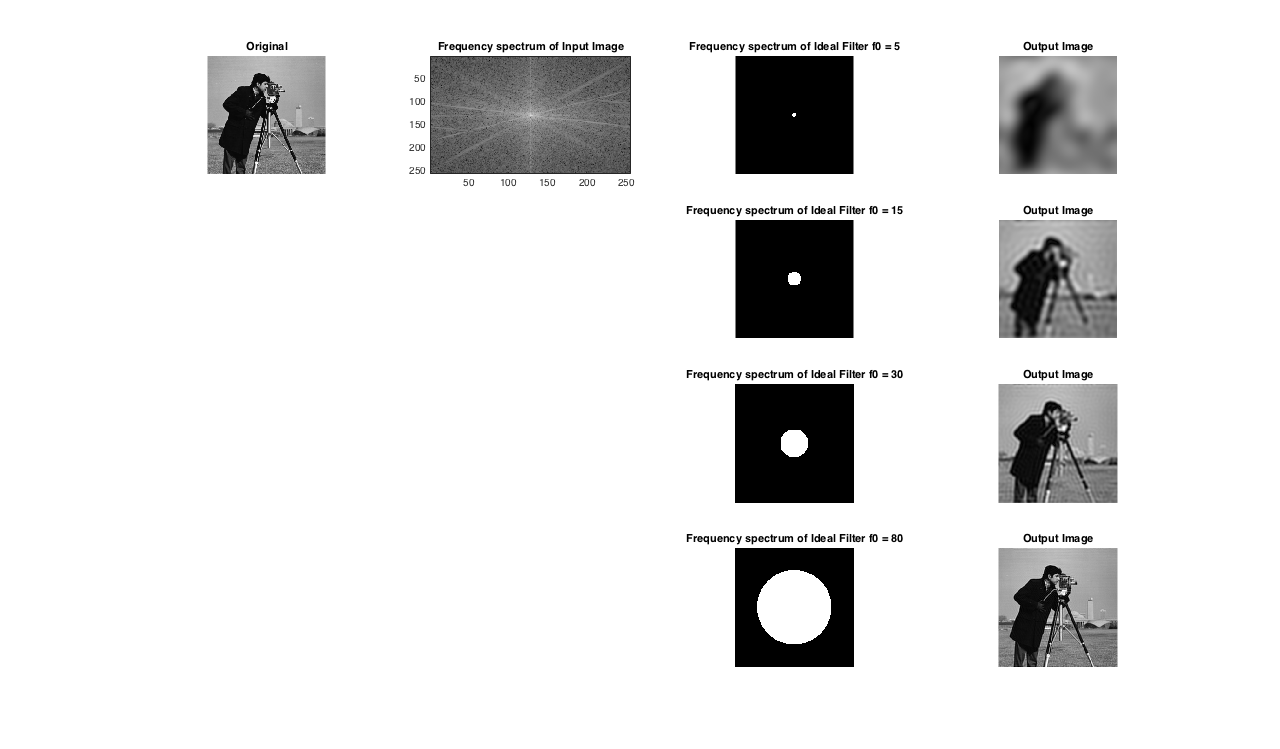 Original
Frequency spectrum of Input Image
50
100
150
200
250
50 100 150 200 250
Frequency spectrum of Ideal Filter f0 = 5
Output Image
Frequency spectrum of Ideal Filter f0 = 15
Output Image
Frequency spectrum of Ideal Filter f0 = 30
Output Image
Frequency spectrum of Ideal Filter f0 = 80
Output Image